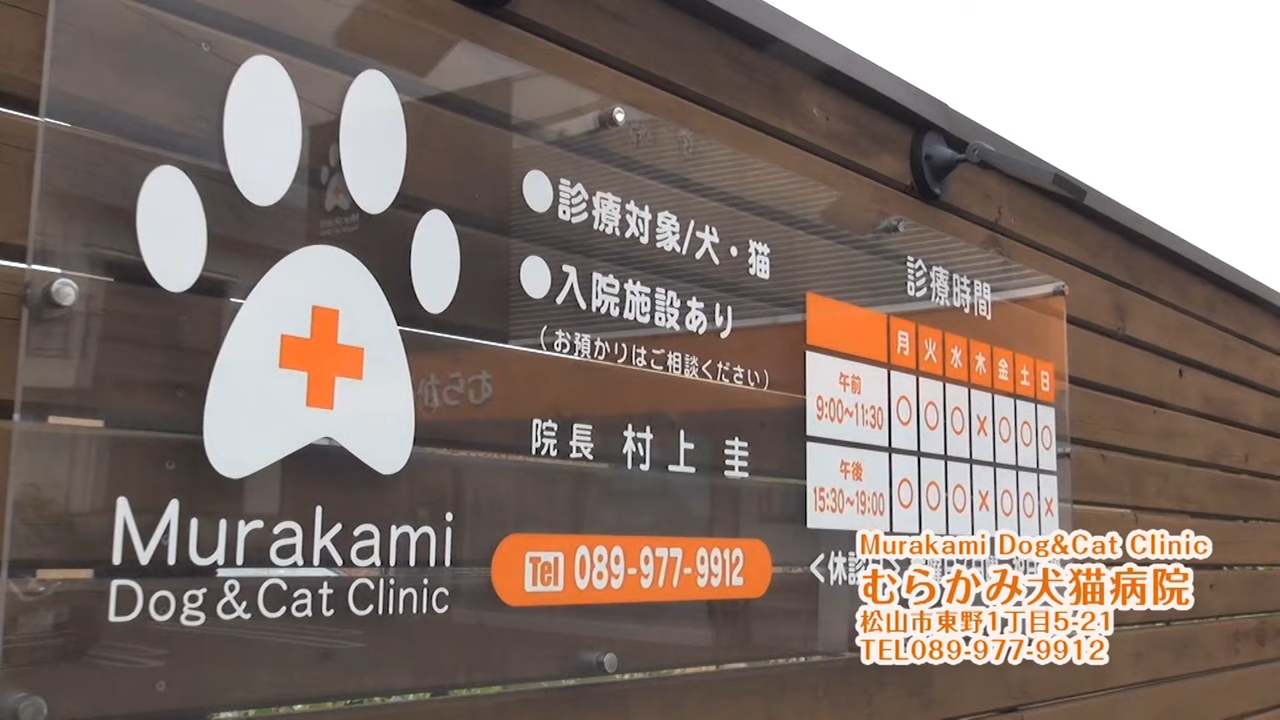 ●診療対象/犬・猫
●入院施設あり
(お預かりはご相談ください)
院長 村上 圭
Tel 089-977-9912
Murakami
Dog&Cat Clinic
診療時間
月 火 水 木 金 土 日
午前
9:00~11:30 ○ ○ ○ × ○ ○ ○
午後
15:30~19:00 ○ ○ ○ × ○ ○ ×
<休診
Murakami Dog&Cat Clinic
むらかみ犬猫病院
松山市東野1丁目5-21
TEL089-977-9912